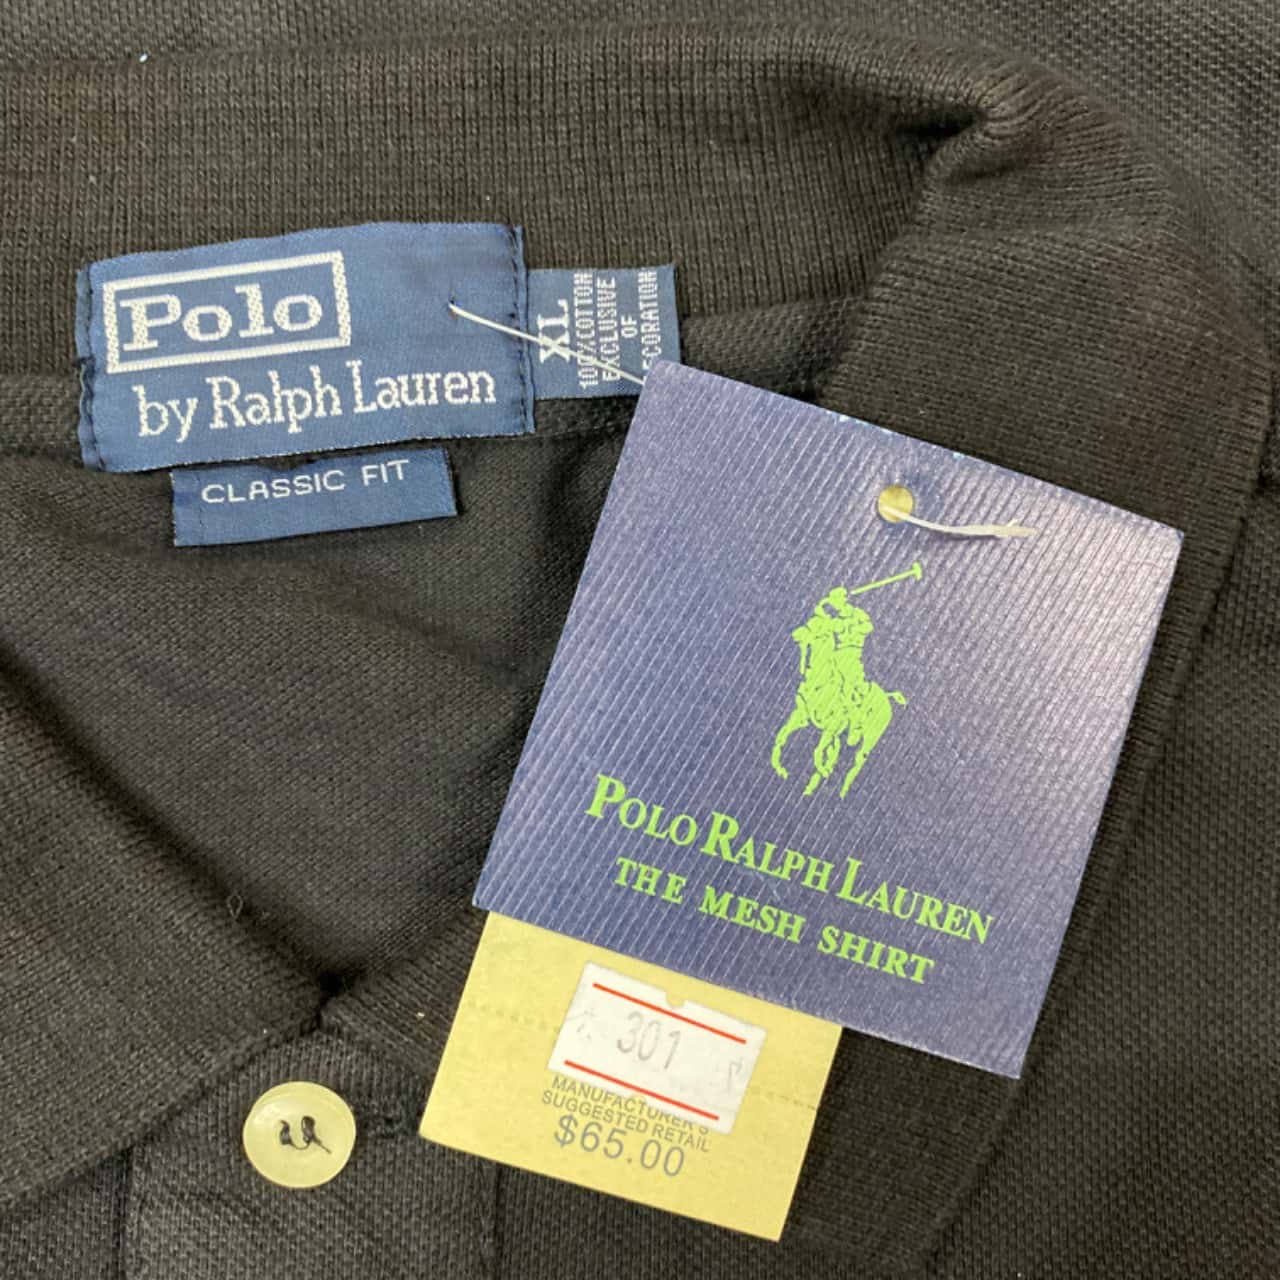 Polo
by Ralph Lauren
CLASSIC FIT
XL
100% COTTON
EXCLUSIVE
OF
ECORATION
POLO RALPH LAUREN
THE MESH SHIRT
301
MANUFACTURER'S
SUGGESTED RETAIL
$65.00